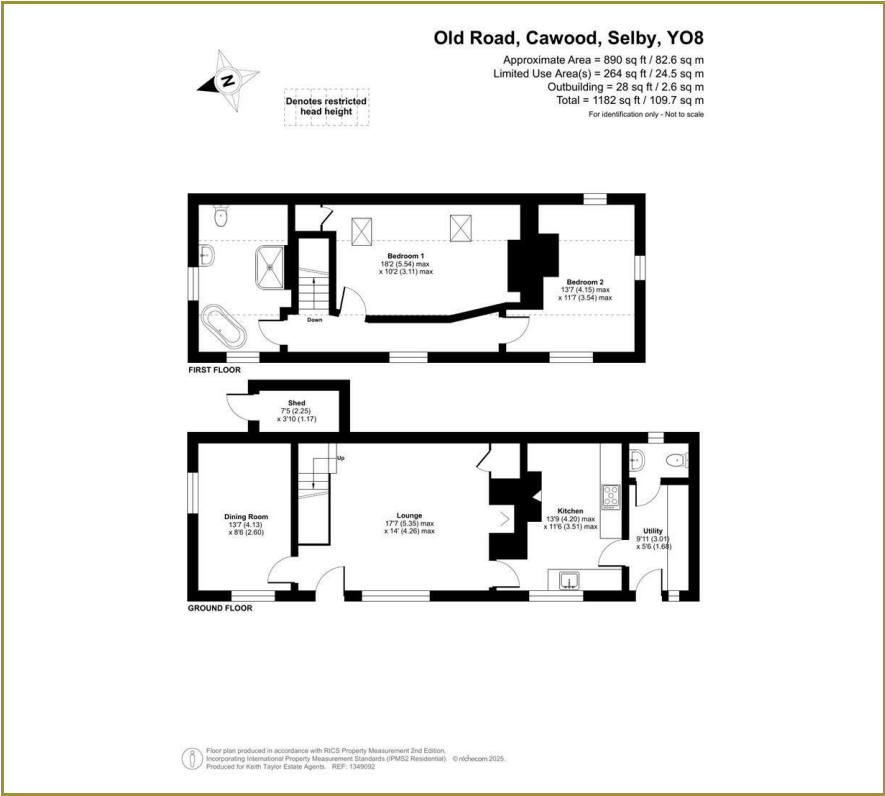 Old Road, Cawood, Selby, YO8
Approximate Area = 890 sq ft / 82.6 sq m
Limited Use Area(s) = 264 sq ft / 24.5 sq m
Outbuilding = 28 sq ft / 2.6 sq m
Total = 1182 sq ft / 109.7 sq m
For identification only - Not to scale
N
Denotes restricted
head height
Bedroom 1
18'2 (5.54) max
x 10'2 (3.11) max
Bedroom 2
13'7 (4.15) max
x 11'7 (3.54) max
Down
FIRST FLOOR
Shed
7'5 (2.25)
x 3'10 (1.17)
Up
Dining Room
13'7 (4.13)
x 8'6 (2.60)
Lounge
17'7 (5.35) max
x 14' (4.26) max
Kitchen
13'9 (4.20) max
x 11'6 (3.51) max
Utility
9'11 (3.01)
x 5'6 (1.68)
GROUND FLOOR
Floor plan produced in accordance with RICS Property Measurement 2nd Edition.
Incorporating International Property Measurement Standards (IPMS2 Residential). © nichecom 2025.
Produced for Keith Taylor Estate Agents. REF: 1349092